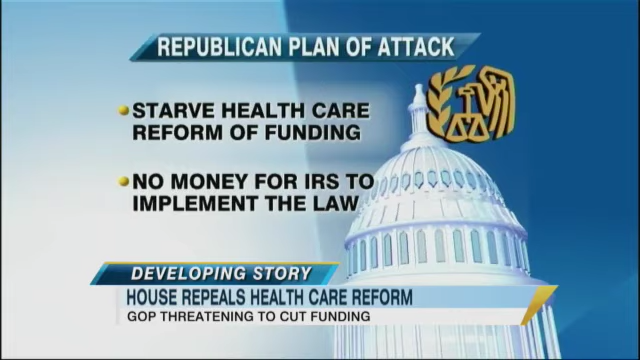 REPUBLICAN PLAN OF ATTACK
STARVE HEALTH CARE
REFORM OF FUNDING
NO MONEY FOR IRS TO
IMPLEMENT THE LAW
DEVELOPING STORY
HOUSE REPEALS HEALTH CARE REFORM
GOP THREATENING TO CUT FUNDING